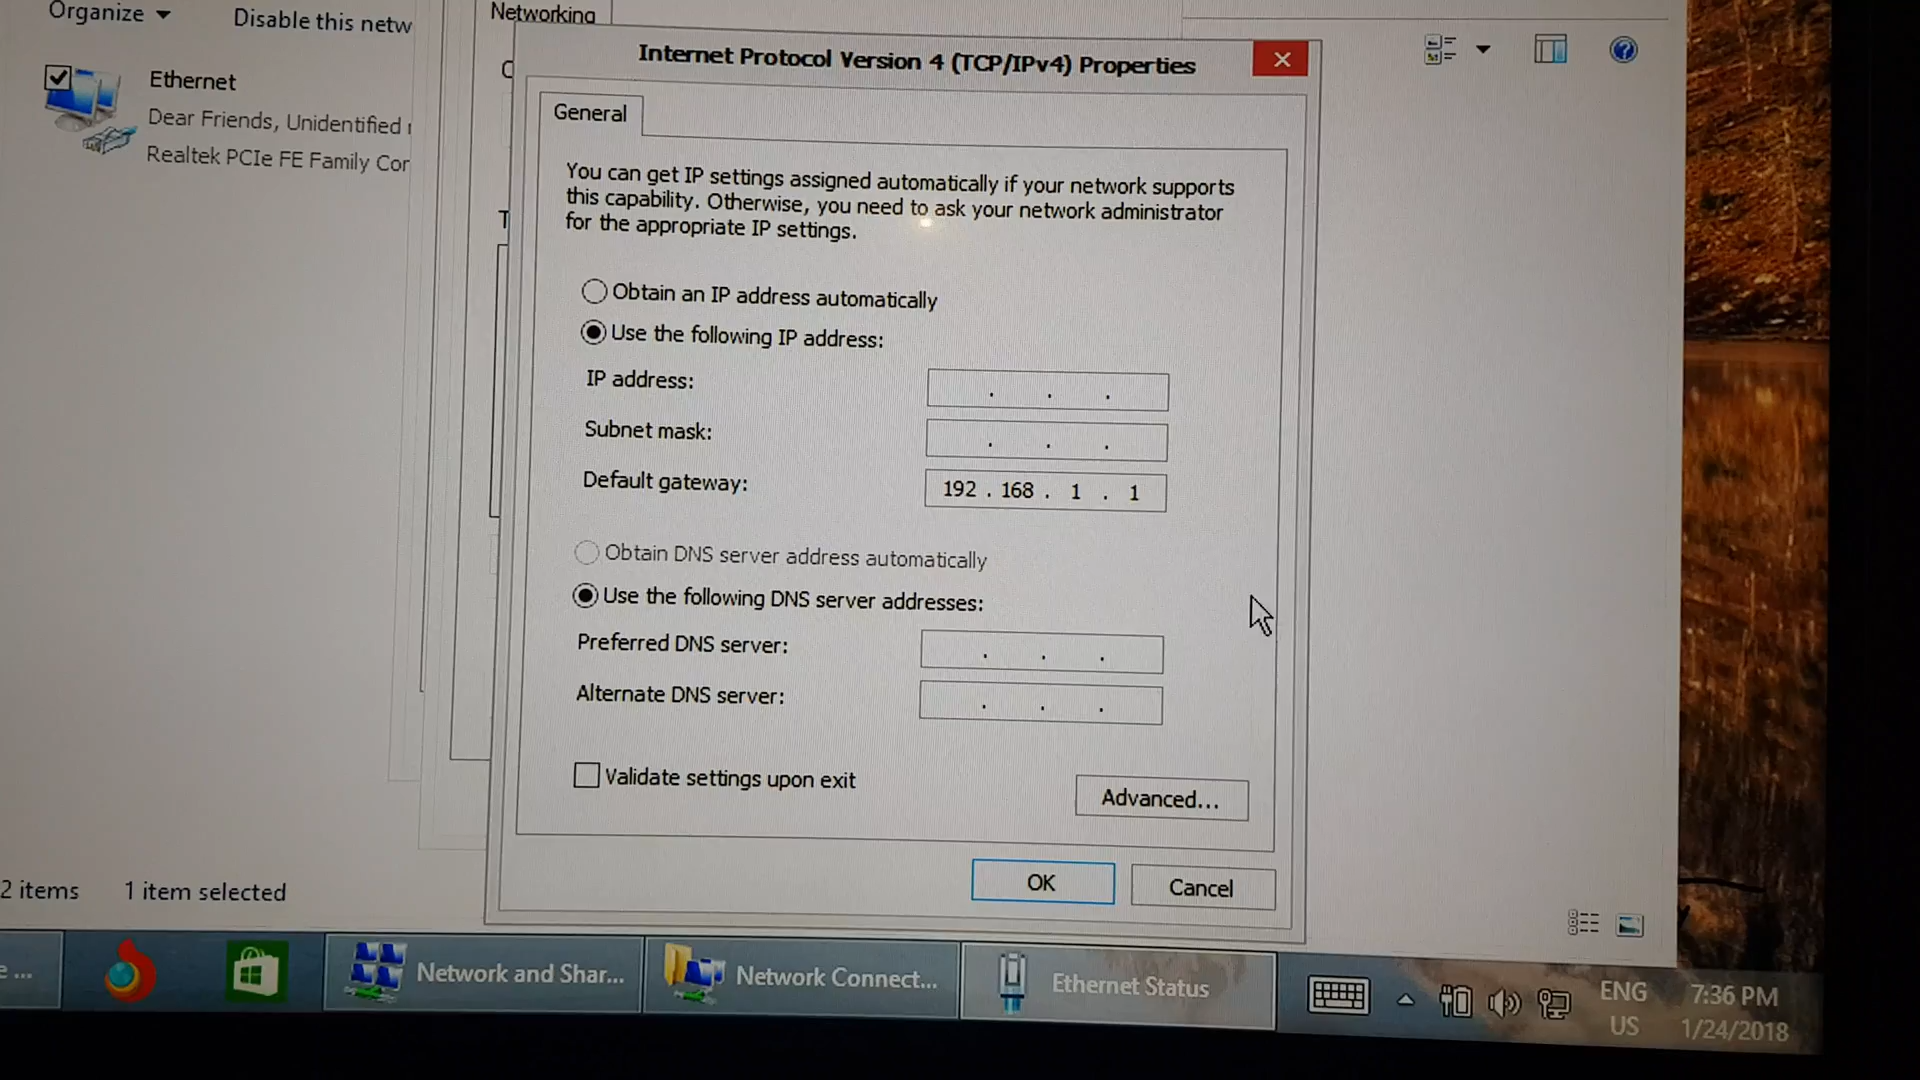 Organize
Disable this netw
Networking
Ethernet
Dear Friends, Unidentified
Realtek PCIe FE Family Cor
Internet Protocol Version 4 (TCP/IPv4) Properties
General
You can get IP settings assigned automatically if your network supports
this capability. Otherwise, you need to ask your network administrator
for the appropriate IP settings.
Obtain an IP address automatically
Use the following IP address:
IP address: . . .
Subnet mask: . . .
Default gateway: 192 . 168 . 1 . 1
Obtain DNS server address automatically
Use the following DNS server addresses:
Preferred DNS server: . . .
Alternate DNS server: . . .
Validate settings upon exit
Advanced...
OK
Cancel
2 items
1 item selected
e ...
Network and Shar...
Network Connect...
Ethernet Status
ENG
US
7:36 PM
1/24/2018